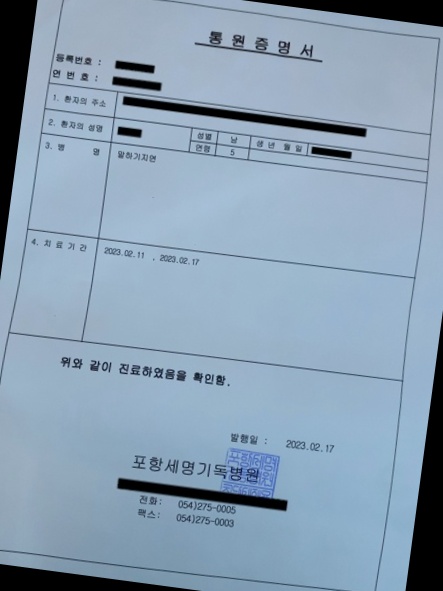 통 원 증 명 서
등록번호 :
연 번 호 :
1. 환자의 주소
2. 환자의 성명 성별 남 생 년 월 일
연령 5
3. 병 명 말하기지연
4. 치 료 기 간 2023.02.11 , 2023.02.17
위와 같이 진료하였음을 확인함.
발행일 : 2023.02.17
포항세명기독병원
전화: 054)275-0005
팩스: 054)275-0003